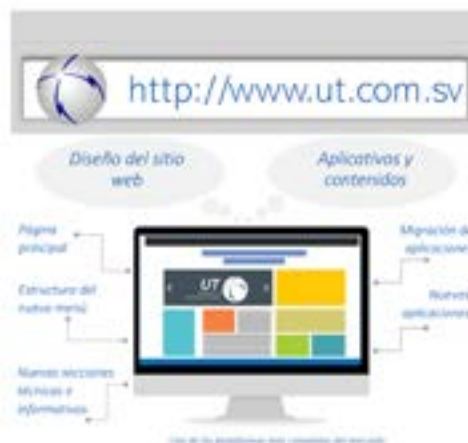 http://www.ut.com.sv
Diseño del sitio
web
Aplicativos y
contenidos
Página
principal
Migración de
aplicaciones
Estructura del
nuevo menú
Nuevas
aplicaciones
UT
Nuevas secciones
técnicas e
informativas